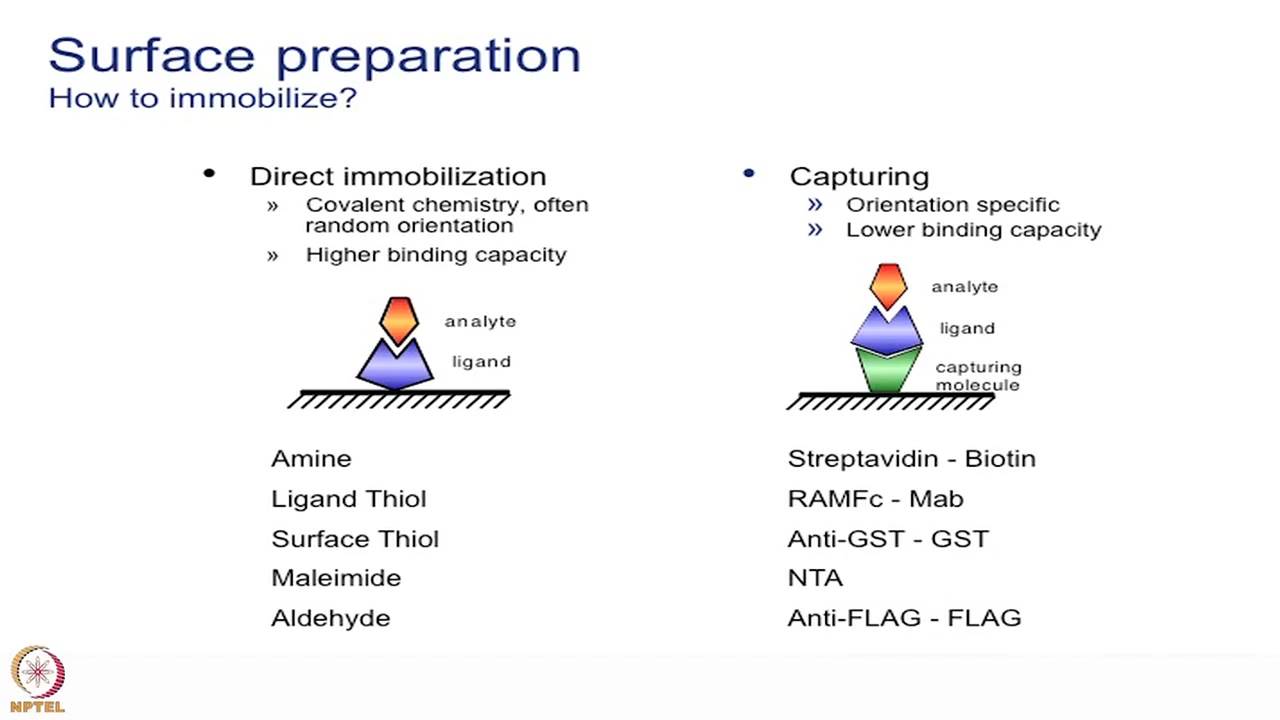 Surface preparation
How to immobilize?
• Direct immobilization
» Covalent chemistry, often
random orientation
» Higher binding capacity
analyte
ligand
Amine
Ligand Thiol
Surface Thiol
Maleimide
Aldehyde
• Capturing
» Orientation specific
» Lower binding capacity
analyte
ligand
capturing
molecule
Streptavidin - Biotin
RAMFc - Mab
Anti-GST - GST
NTA
Anti-FLAG - FLAG
NPTEL